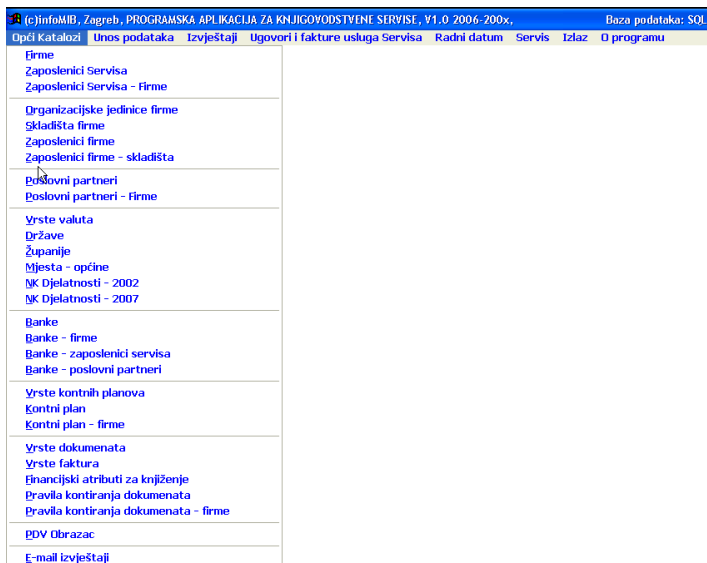 (c)infoMIB, Zagreb, PROGRAMSKA APLIKACIJA ZA KNJIGOVODSTVENE SERVISE, V1.0 2006-200x, Baza podataka: SQL
Opći Katalozi Unos podataka Izvještaji Ugovori i fakture usluga Servisa Radni datum Servis Izlaz O programu
Firme
Zaposlenici Servisa
Zaposlenici Servisa - Firme
Organizacijske jedinice firme
Skladišta firme
Zaposlenici firme
Zaposlenici firme - skladišta
Poslovni partneri
Poslovni partneri - Firme
Vrste valuta
Države
Županije
Mjesta - općine
NK Djelatnosti - 2002
NK Djelatnosti - 2007
Banke
Banke - firme
Banke - zaposlenici servisa
Banke - poslovni partneri
Vrste kontnih planova
Kontni plan
Kontni plan - firme
Vrste dokumenata
Vrste faktura
Financijski atributi za knjiženje
Pravila kontiranja dokumenata
Pravila kontiranja dokumenata - firme
PDV Obrazac
E-mail izvještaji